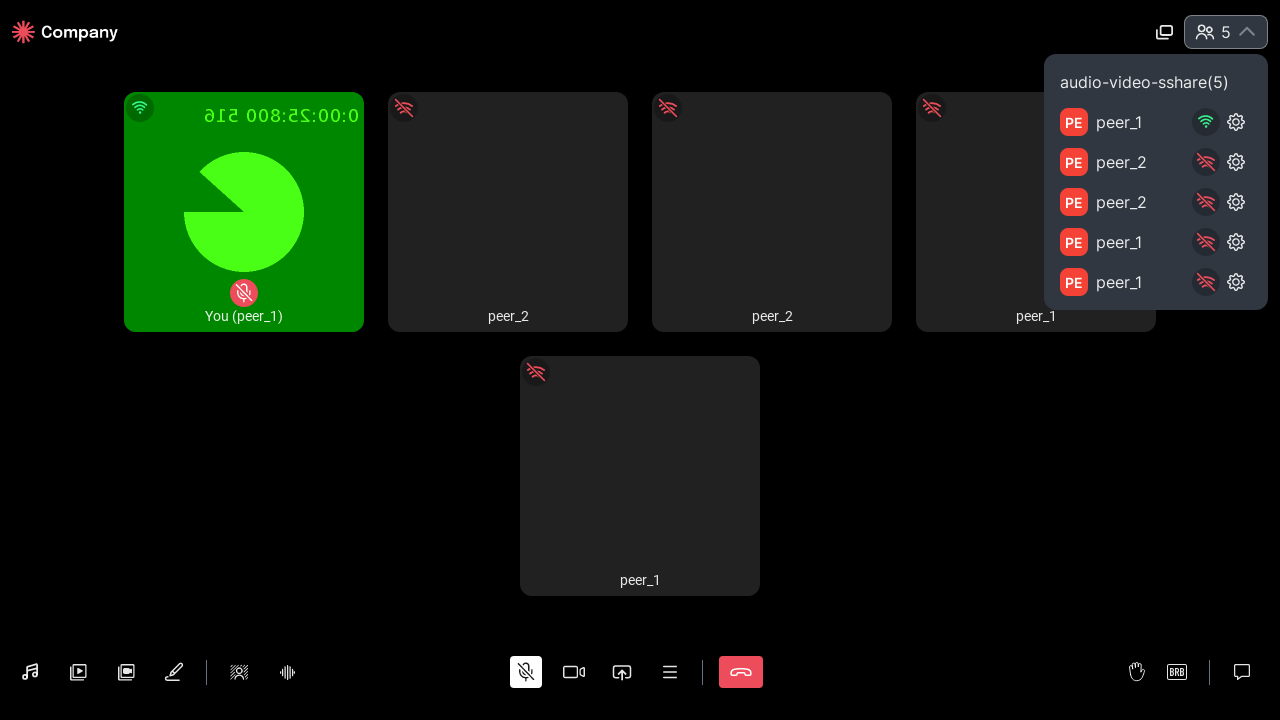 Company
5
audio-video-sshare(5)
PE peer_1
PE peer_2
PE peer_2
PE peer_1
PE peer_1
0:00:25:800 516
You (peer_1)
peer_2
peer_2
peer_1
peer_1
BRB